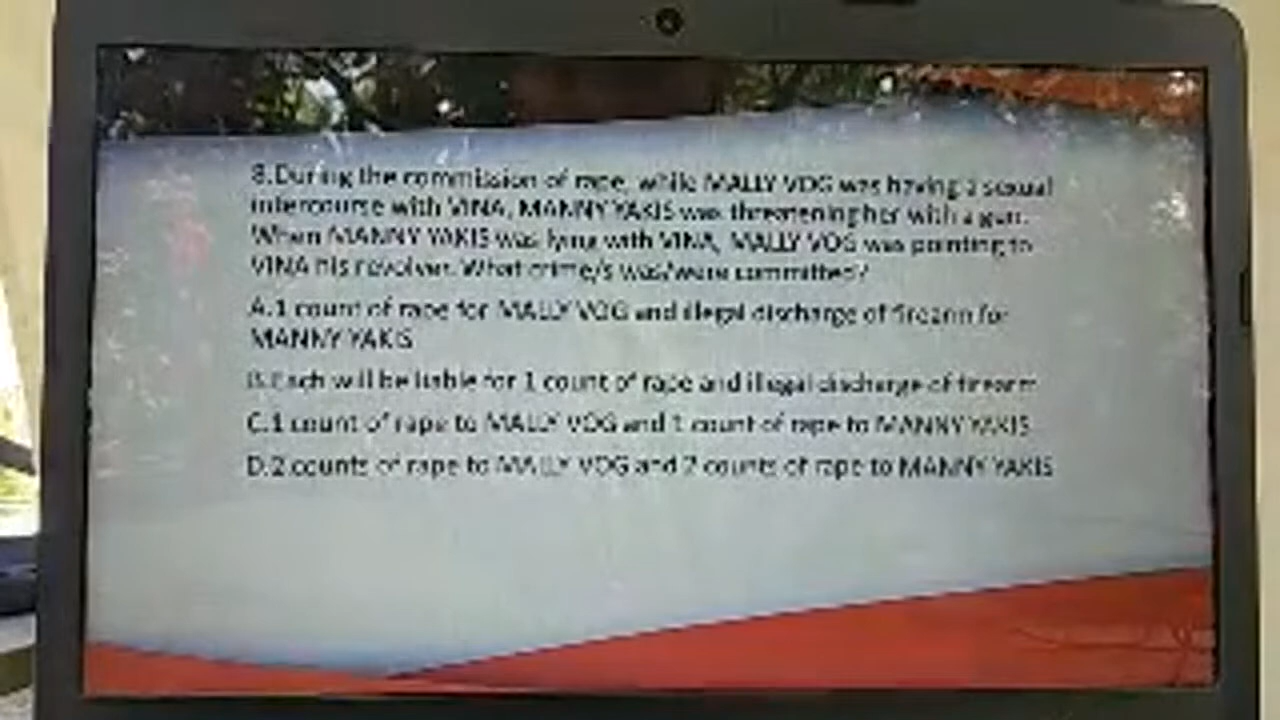 8.During the commission of rape, while MALLY VOG was having a sexual
intercourse with VINA, MANNY YAKIS was threatening her with a gun.
When MANNY YAKIS was lying with VINA, MALLY VOG was pointing to
VINA his revolver. What crime/s was/were committed?
A.1 count of rape for MALLY VOG and illegal discharge of firearm for
MANNY YAKIS
B.Each will be liable for 1 count of rape and illegal discharge of firearm
C.1 count of rape to MALLY VOG and 1 count of rape to MANNY YAKIS
D.2 counts of rape to MALLY VOG and 2 counts of rape to MANNY YAKIS